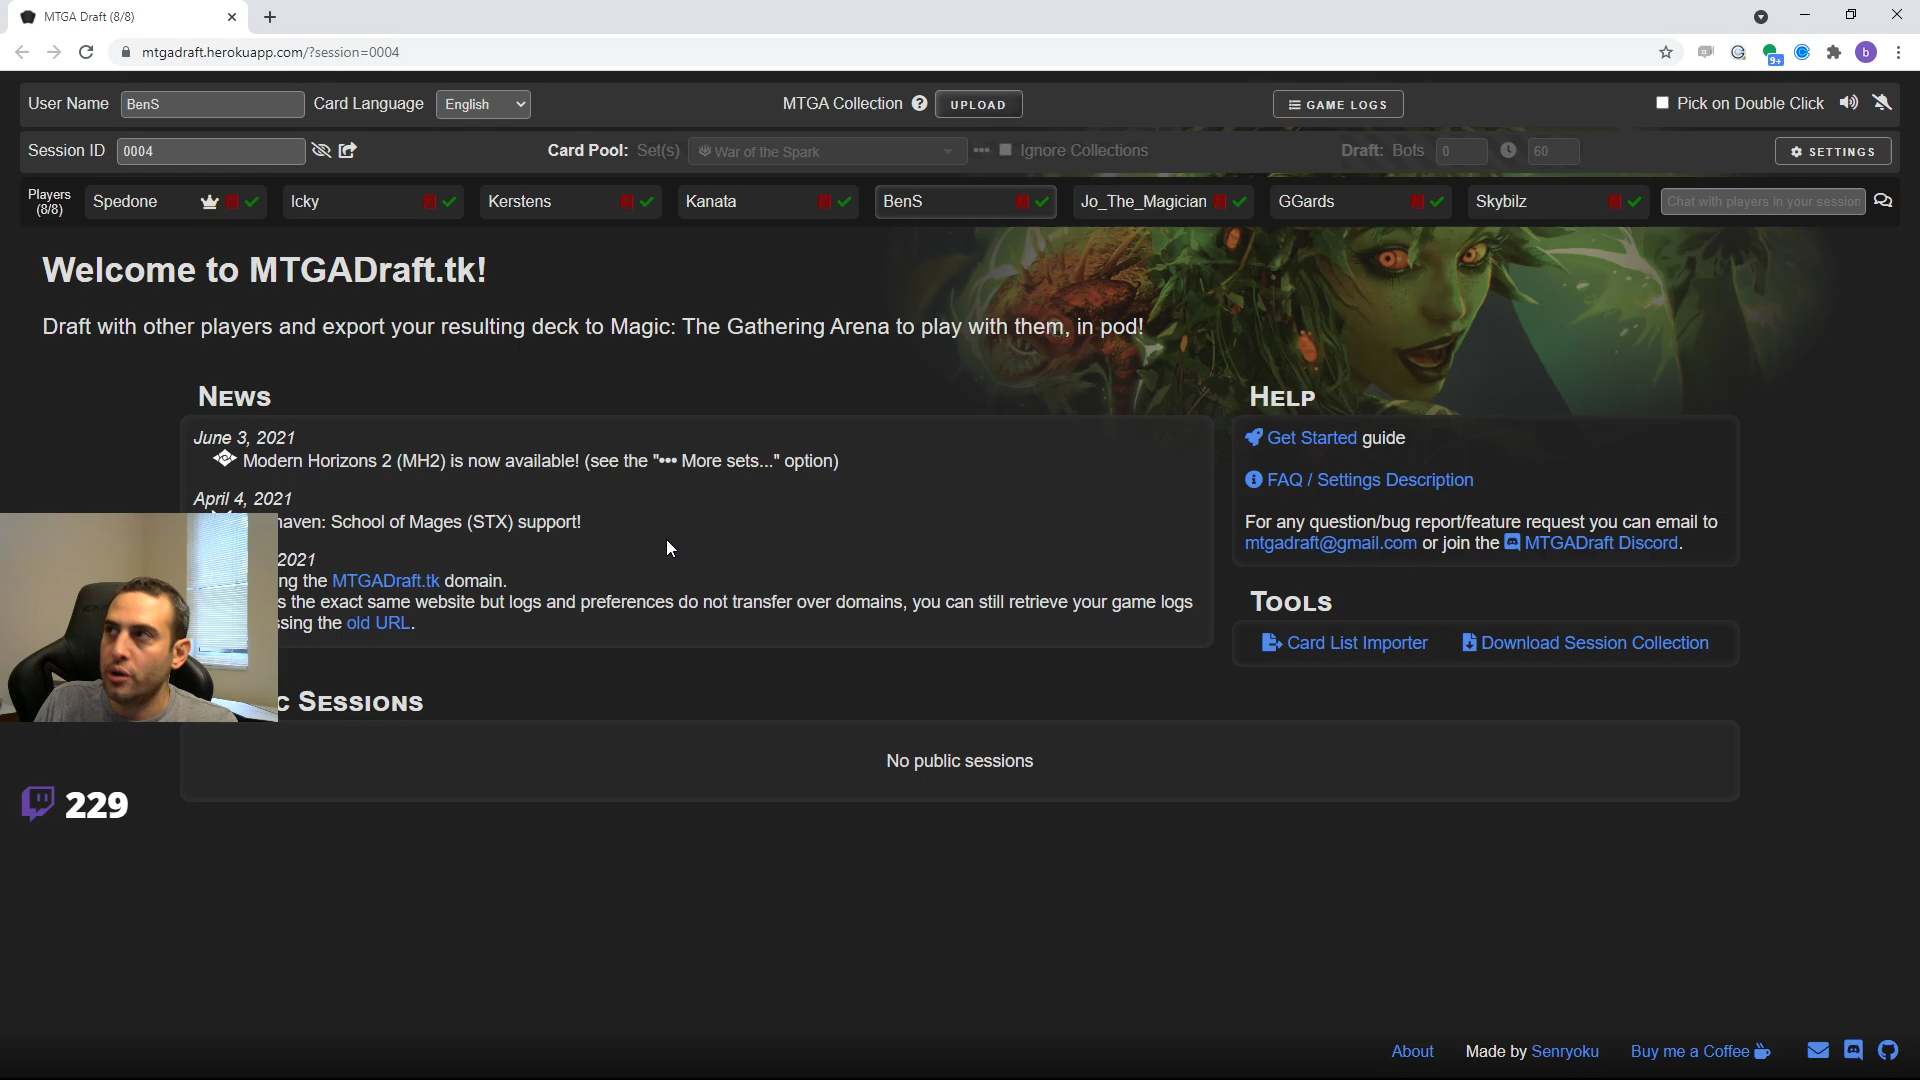 MTGA Draft (8/8)
mtgadraft.herokuapp.com/?session=0004
9+
b
User Name BenS Card Language English MTGA Collection ? UPLOAD GAME LOGS Pick on Double Click
Session ID 0004 Card Pool: Set(s) War of the Spark ••• Ignore Collections Draft: Bots 0 60 SETTINGS
Players (8/8) Spedone Icky Kerstens Kanata BenS Jo_The_Magician GGards Skybilz Chat with players in your session
Welcome to MTGADraft.tk!
Draft with other players and export your resulting deck to Magic: The Gathering Arena to play with them, in pod!
NEWS
June 3, 2021
Modern Horizons 2 (MH2) is now available! (see the "••• More sets..." option)
April 4, 2021
haven: School of Mages (STX) support!
2021
ng the MTGADraft.tk domain.
s the exact same website but logs and preferences do not transfer over domains, you can still retrieve your game logs
sing the old URL.
HELP
Get Started guide
FAQ / Settings Description
For any question/bug report/feature request you can email to
mtgadraft@gmail.com or join the MTGADraft Discord.
TOOLS
Card List Importer Download Session Collection
C SESSIONS
No public sessions
229
About Made by Senryoku Buy me a Coffee